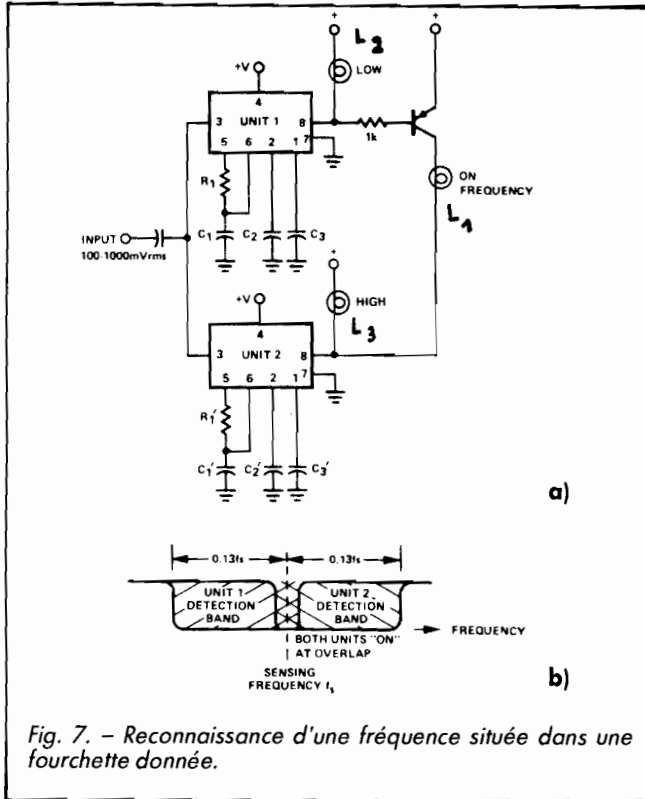 +
+
L2
LOW
+V
4
3
UNIT 1
8
7
5
6
2
1
1k
R1
C1
C2
C3
ON
FREQUENCY
L1
INPUT
100-1000mVrms
+
HIGH
L3
+V
4
3
UNIT 2
8
7
5
6
2
1
R1'
C1'
C2'
C3'
a)
0.13fs
0.13fs
UNIT 1
DETECTION
BAND
UNIT 2
DETECTION
BAND
FREQUENCY
BOTH UNITS "ON"
AT OVERLAP
SENSING
FREQUENCY fs
b)
Fig. 7. – Reconnaissance d'une fréquence située dans une
fourchette donnée.